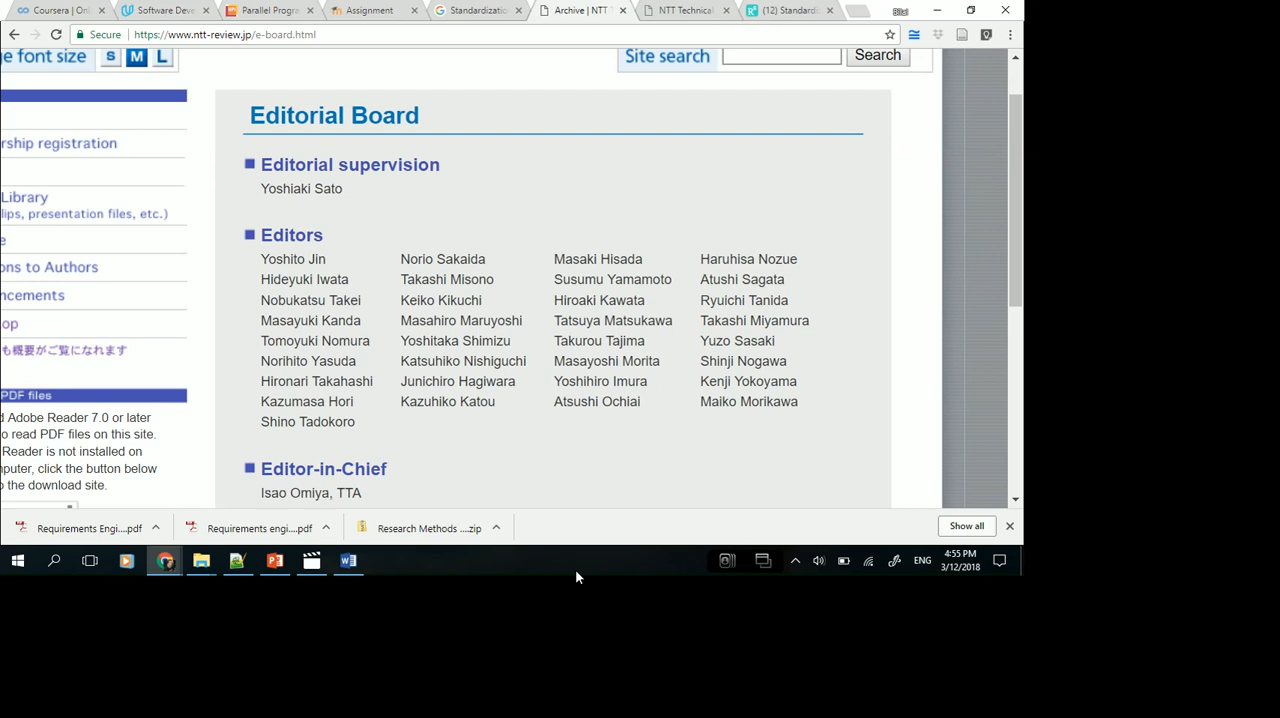 Coursera | Onl
Software Deve
Parallel Progra
Assignment
Standardizatio
Archive | NTT
NTT Technical
(12) Standardi
Bilal
Secure
https://www.ntt-review.jp/e-board.html
ge font size S M L
Site search
Search
Editorial Board
Editorial supervision
Yoshiaki Sato
Editors
Yoshito Jin Norio Sakaida Masaki Hisada Haruhisa Nozue
Hideyuki Iwata Takashi Misono Susumu Yamamoto Atushi Sagata
Nobukatsu Takei Keiko Kikuchi Hiroaki Kawata Ryuichi Tanida
Masayuki Kanda Masahiro Maruyoshi Tatsuya Matsukawa Takashi Miyamura
Tomoyuki Nomura Yoshitaka Shimizu Takurou Tajima Yuzo Sasaki
Norihito Yasuda Katsuhiko Nishiguchi Masayoshi Morita Shinji Nogawa
Hironari Takahashi Junichiro Hagiwara Yoshihiro Imura Kenji Yokoyama
Kazumasa Hori Kazuhiko Katou Atsushi Ochiai Maiko Morikawa
Shino Tadokoro
Editor-in-Chief
Isao Omiya, TTA
rship registration
Library
lips, presentation files, etc.)
e
ons to Authors
ncements
op
も概要がご覧になれます
PDF files
d Adobe Reader 7.0 or later
o read PDF files on this site.
Reader is not installed on
mputer, click the button below
o the download site.
Requirements Engi....pdf
Requirements engi....pdf
Research Methods ....zip
Show all
ENG
4:55 PM
3/12/2018